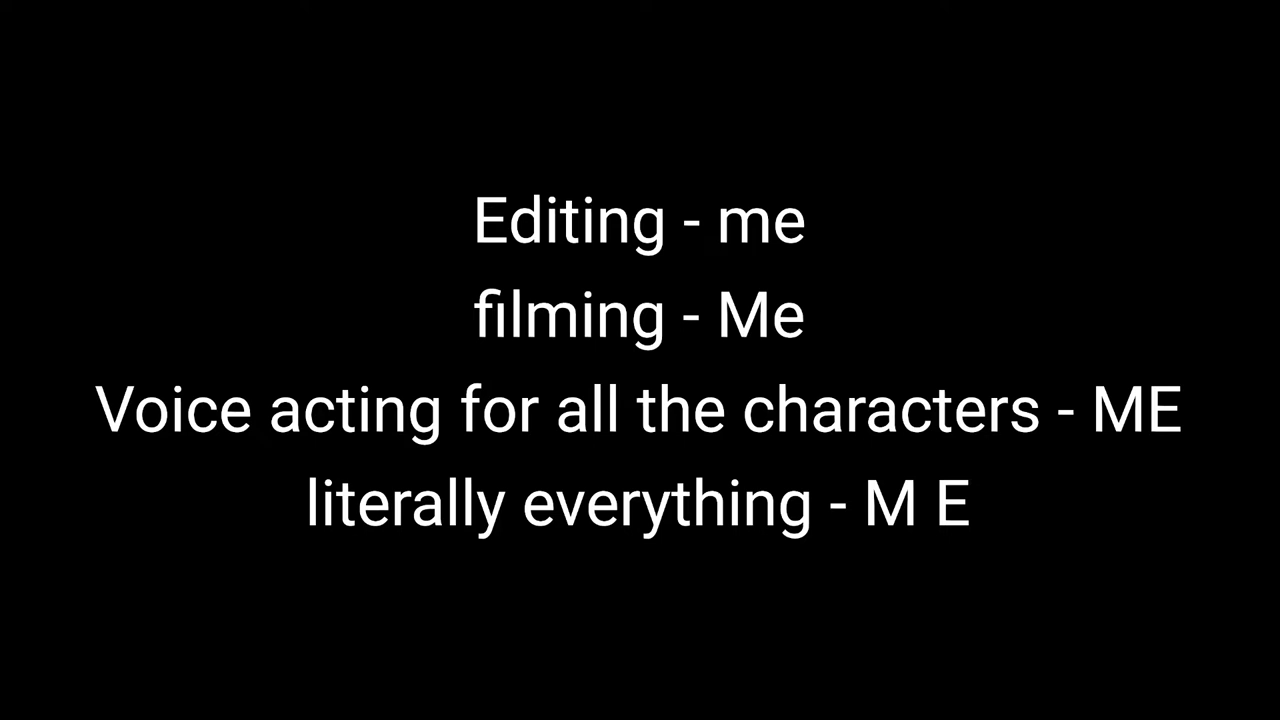 Editing - me
filming - Me
Voice acting for all the characters - ME
literally everything - M E